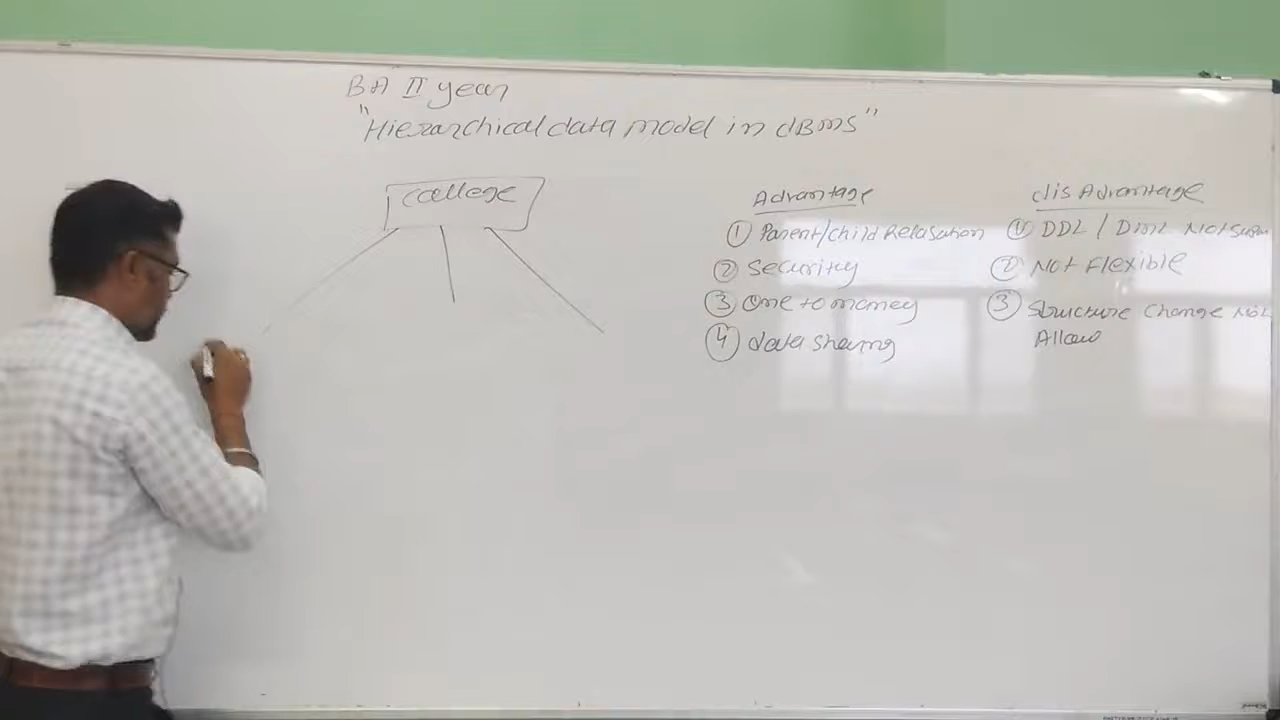 BA II year
"Hierarchical data model in dBms"
college
Advantage
① Parent/child Relasation
② Security
③ One to money
④ data sharing
dis Advantage
① DDL / DML Not
② Not Flexible
③ Structure Change Not
Allow